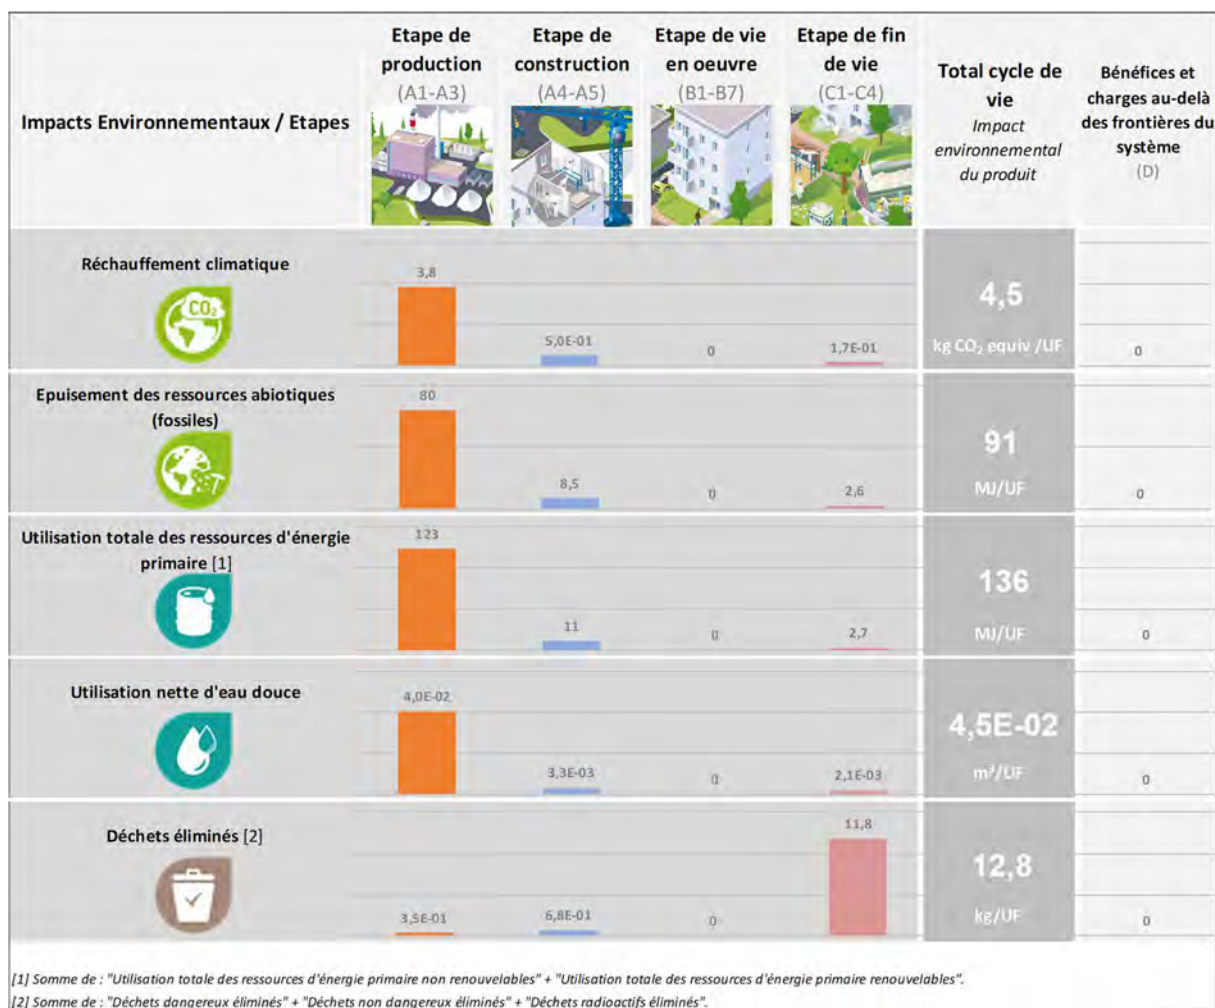 Impacts Environnementaux / Etapes
Etape de
production
(A1-A3)
Etape de
construction
(A4-A5)
Etape de vie
en oeuvre
(B1-B7)
Etape de fin
de vie
(C1-C4)
Total cycle de
vie
Impact
environnemental
du produit
Bénéfices et
charges au-delà
des frontières du
système
(D)
Réchauffement climatique
CO₂
3,8
5,0E-01
0
1,7E-01
4,5
kg CO₂ equiv /UF
0
Epuisement des ressources abiotiques
(fossiles)
80
8,5
0
2,6
91
MJ/UF
0
Utilisation totale des ressources d'énergie
primaire [1]
123
11
0
2,7
136
MJ/UF
0
Utilisation nette d'eau douce
4,0E-02
3,3E-03
0
2,1E-03
4,5E-02
m³/UF
0
Déchets éliminés [2]
3,5E-01
6,8E-01
0
11,8
12,8
kg/UF
0
[1] Somme de : "Utilisation totale des ressources d'énergie primaire non renouvelables" + "Utilisation totale des ressources d'énergie primaire renouvelables".
[2] Somme de : "Déchets dangereux éliminés" + "Déchets non dangereux éliminés" + "Déchets radioactifs éliminés".